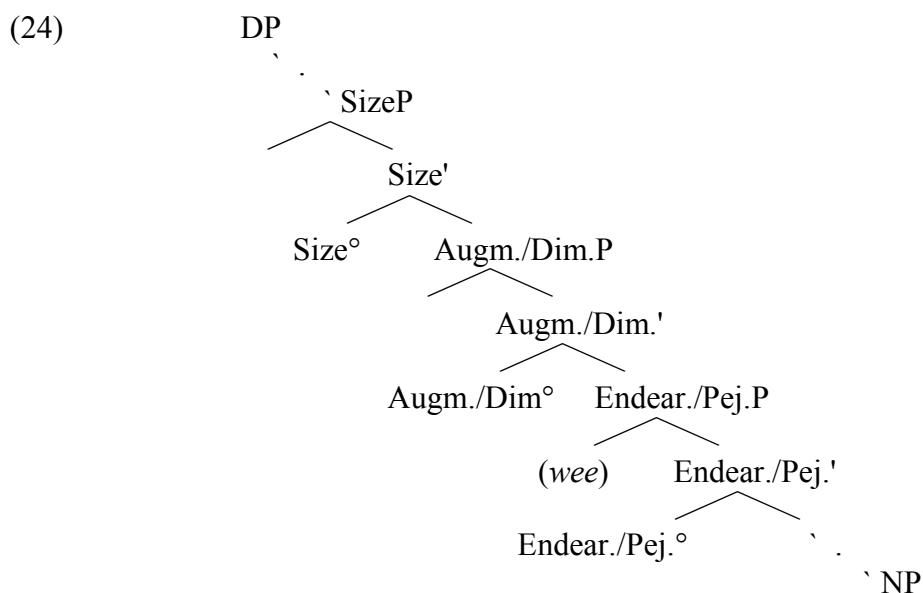 (24) DP
` .
` SizeP
Size'
Size° Augm./Dim.P
Augm./Dim.'
Augm./Dim° Endear./Pej.P
(wee) Endear./Pej.'
Endear./Pej.° ` .
` NP